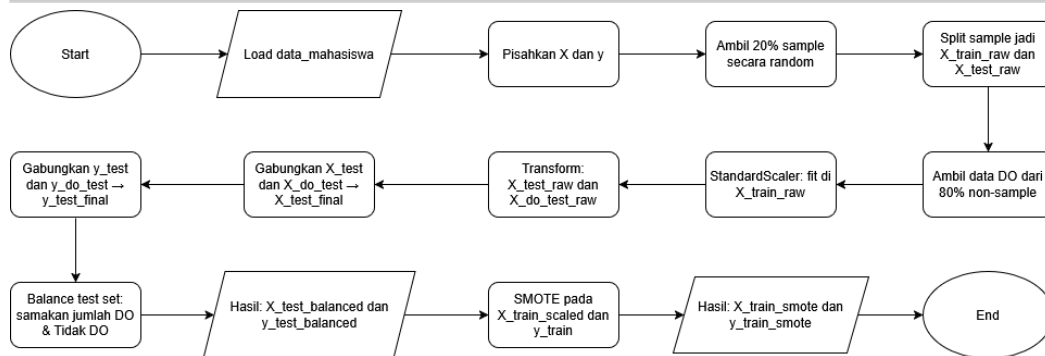 Start
Load data_mahasiswa
Pisahkan X dan y
Ambil 20% sample
secara random
Split sample jadi
X_train_raw dan
X_test_raw
Ambil data DO dari
80% non-sample
StandardScaler: fit di
X_train_raw
Transform:
X_test_raw dan
X_do_test_raw
Gabungkan X_test
dan X_do_test →
X_test_final
Gabungkan y_test
dan y_do_test →
y_test_final
Balance test set:
samakan jumlah DO
& Tidak DO
Hasil: X_test_balanced dan
y_test_balanced
SMOTE pada
X_train_scaled dan
y_train
Hasil: X_train_smote dan
y_train_smote
End